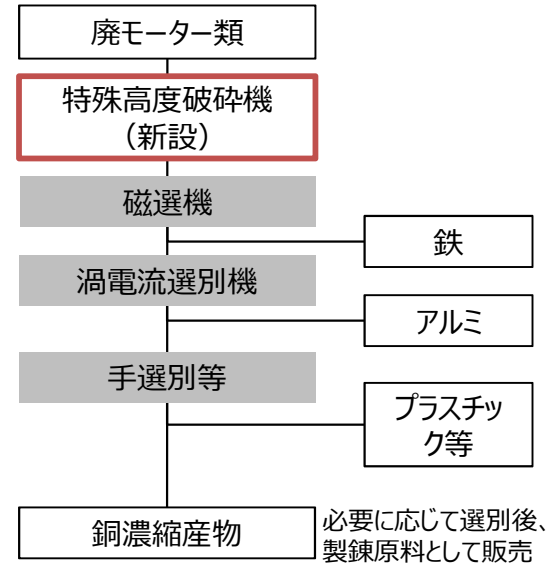 廃モーター類
特殊高度破砕機
（新設）
磁選機
鉄
渦電流選別機
アルミ
手選別等
プラスチッ
ク等
銅濃縮産物
必要に応じて選別後、
製錬原料として販売